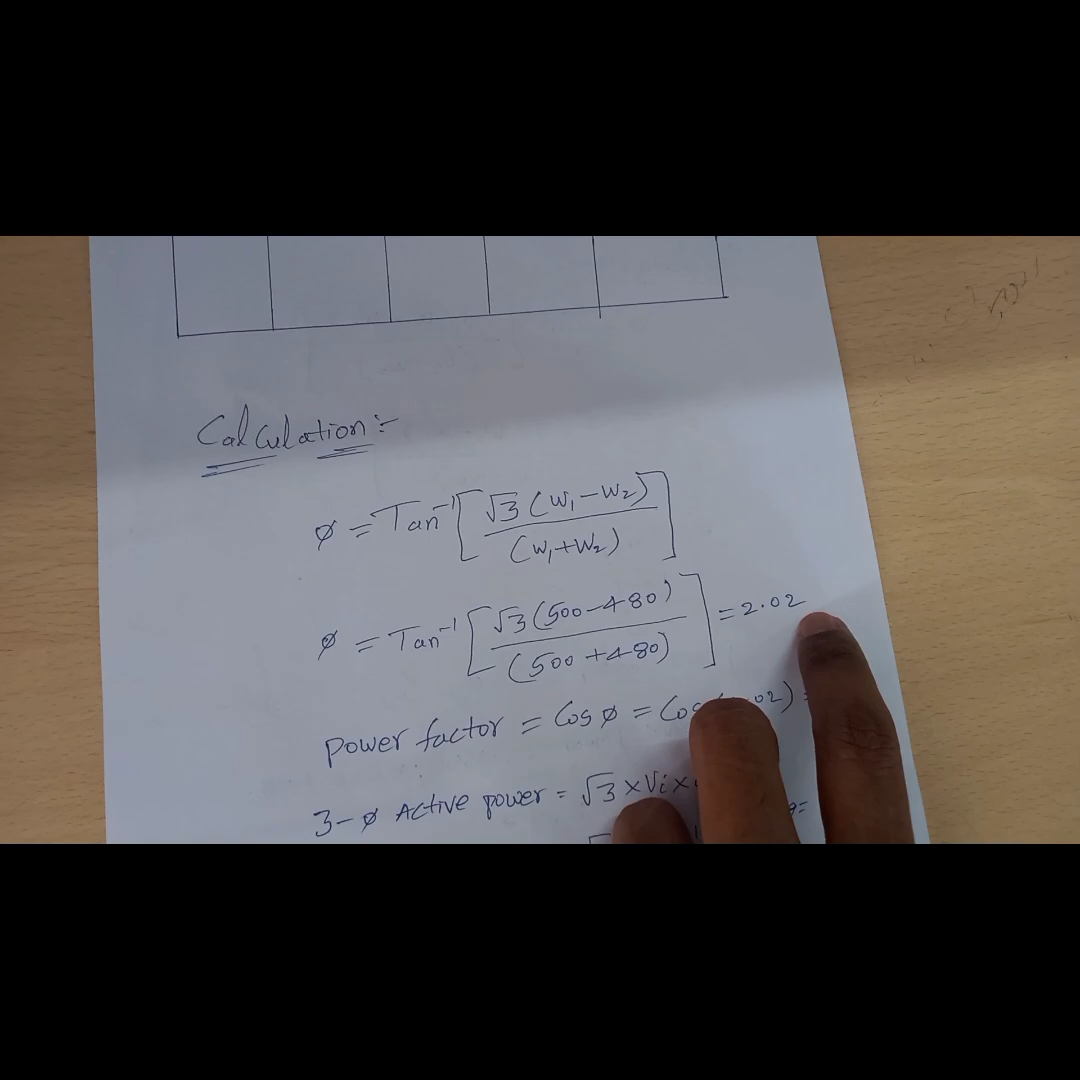 Calculation:-
ø = Tan⁻¹[√3 (W₁-W₂) / (W₁+W₂)]
ø = Tan⁻¹[√3 (500-480) / (500+480)] = 2.02
Power factor = Cos ø = Cos 02) =
3-ø Active power = √3 × Vi ×